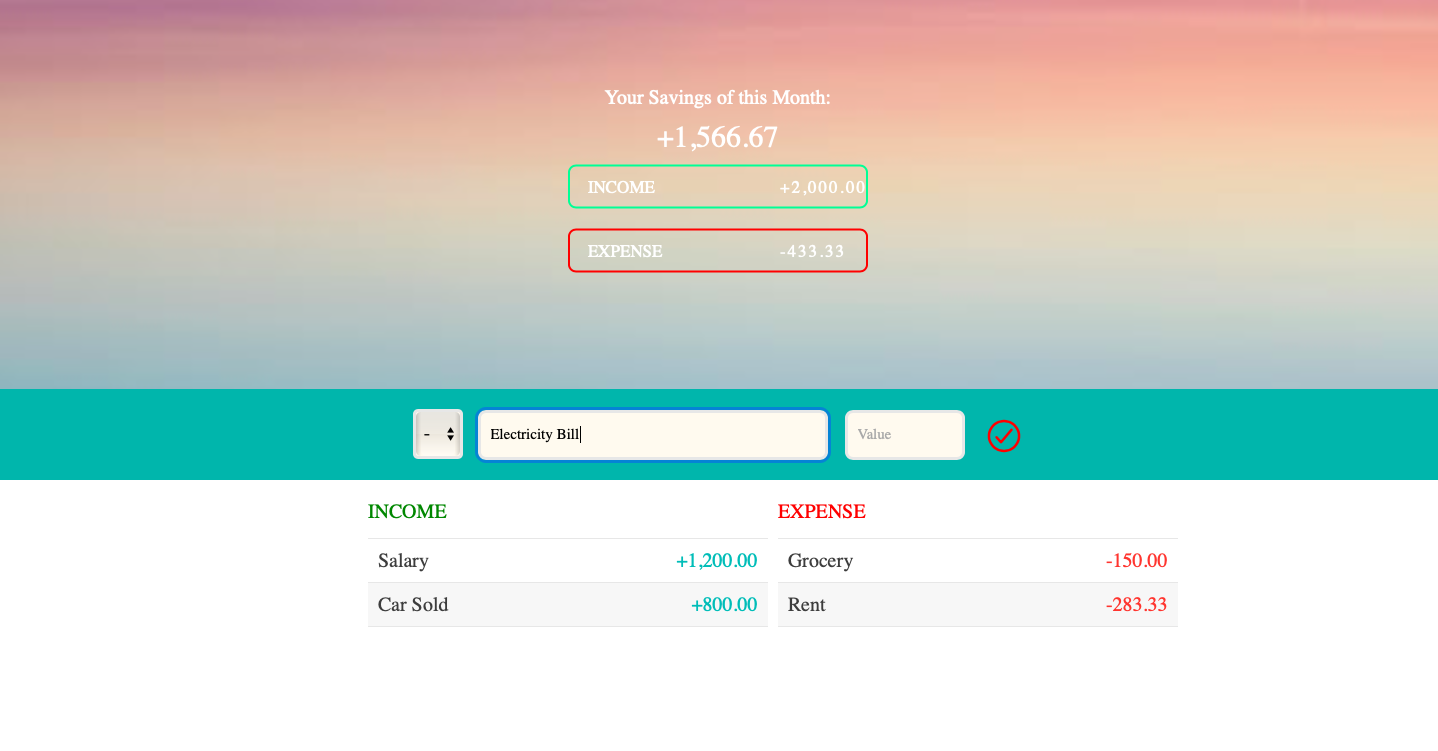 Your Savings of this Month:
+1,566.67
INCOME +2,000.00
EXPENSE -433.33
- Electricity Bill Value
INCOME EXPENSE
Salary +1,200.00 Grocery -150.00
Car Sold +800.00 Rent -283.33